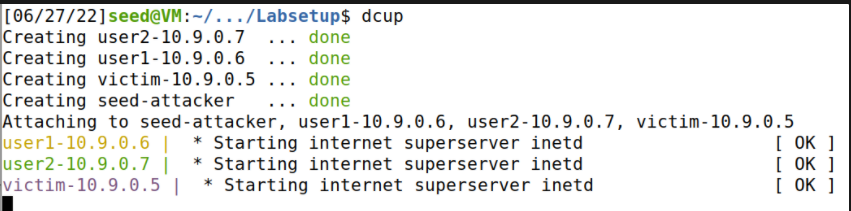 [06/27/22]seed@VM:~/.../Labsetup$ dcup
Creating user2-10.9.0.7  ... done
Creating user1-10.9.0.6  ... done
Creating victim-10.9.0.5 ... done
Creating seed-attacker   ... done
Attaching to seed-attacker, user1-10.9.0.6, user2-10.9.0.7, victim-10.9.0.5
user1-10.9.0.6 |  * Starting internet superserver inetd                  [ OK ]
user2-10.9.0.7 |  * Starting internet superserver inetd                  [ OK ]
victim-10.9.0.5 |  * Starting internet superserver inetd                 [ OK ]